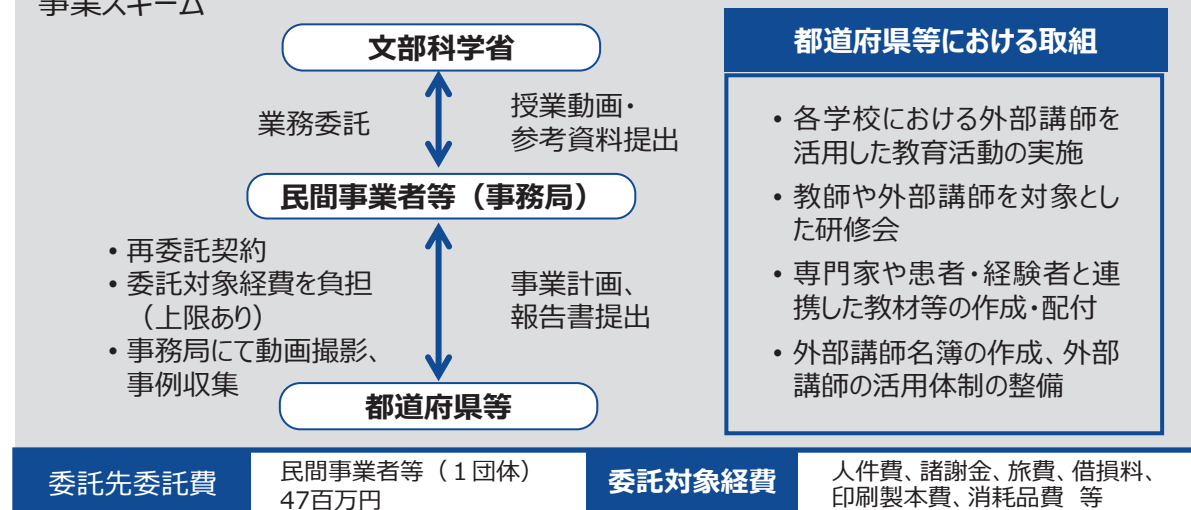 事業スキーム
文部科学省
業務委託
授業動画・
参考資料提出
民間事業者等（事務局）
• 再委託契約
• 委託対象経費を負担
（上限あり）
• 事務局にて動画撮影、
事例収集
事業計画、
報告書提出
都道府県等
都道府県等における取組
• 各学校における外部講師を
活用した教育活動の実施
• 教師や外部講師を対象とし
た研修会
• 専門家や患者・経験者と連
携した教材等の作成・配付
• 外部講師名簿の作成、外部
講師の活用体制の整備
委託先委託費
民間事業者等（１団体）
47百万円
委託対象経費
人件費、諸謝金、旅費、借損料、
印刷製本費、消耗品費 等